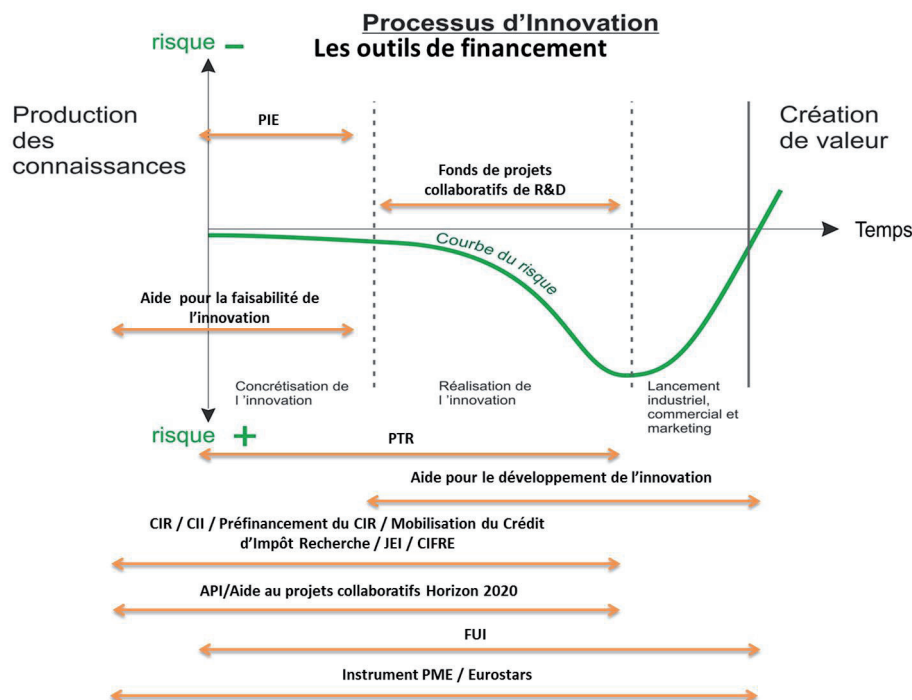 Processus d'Innovation
Les outils de financement
risque –
Production
des
connaissances
PIE
Création
de valeur
Fonds de projets
collaboratifs de R&D
Temps
Courbe du risque
Aide pour la faisabilité de
l'innovation
Concrétisation de
l 'innovation
Réalisation de
l 'innovation
Lancement
industriel,
commercial et
marketing
risque +
PTR
Aide pour le développement de l'innovation
CIR / CII / Préfinancement du CIR / Mobilisation du Crédit
d'Impôt Recherche / JEI / CIFRE
API/Aide au projets collaboratifs Horizon 2020
FUI
Instrument PME / Eurostars